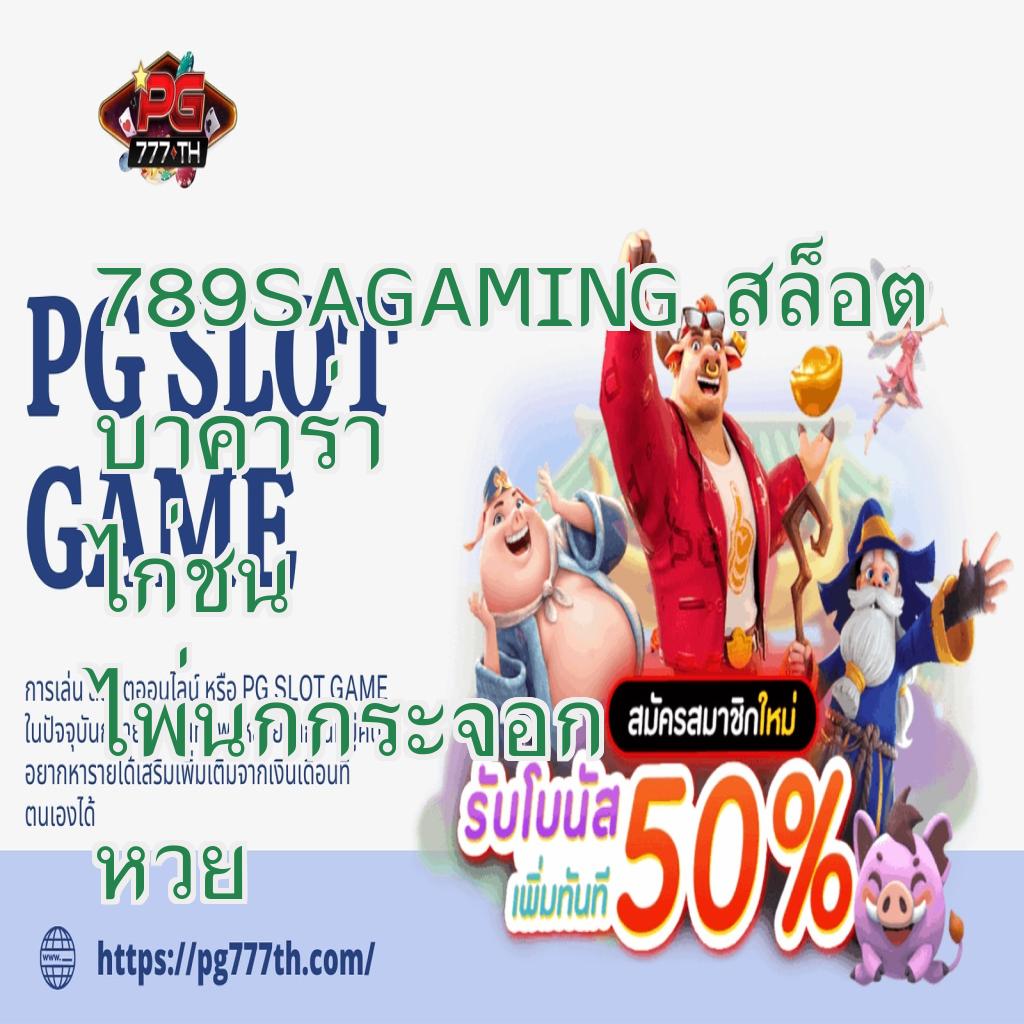 PG
777 TH
789SAGAMING สล็อต
PG SLOT
บาคาร่า
GAME
ไก่ชน
ไพ่นกกระจอก
การเล่น ออนไลน์ หรือ PG SLOT GAME
ในปัจจุบัน
อยากหารายได้เสริมเพิ่มเติมจากเงินเดือนที่
ตนเองได้
สมัครสมาชิกใหม่
รับโบนัส
50%
เพิ่มทันที
หวย
https://pg777th.com/